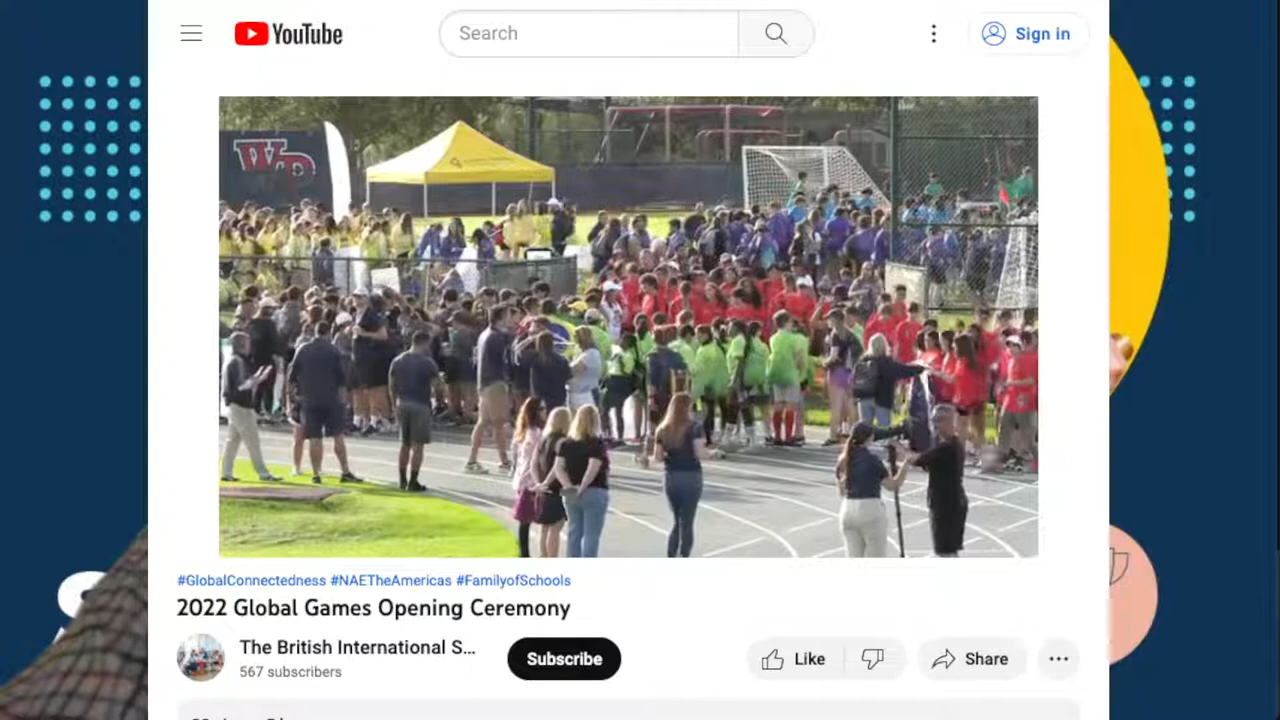 YouTube
Search
Sign in
WP
#GlobalConnectedness #NAETheAmericas #FamilyofSchools
2022 Global Games Opening Ceremony
The British International S...
567 subscribers
Subscribe
Like
Share